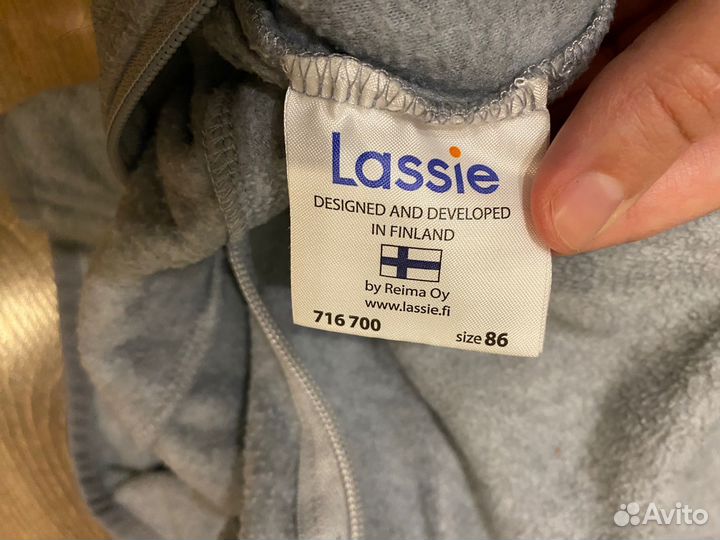 Lassie
DESIGNED AND DEVELOPED
IN FINLAND
by Reima Oy
www.lassie.fi
716 700 size 86
Avito